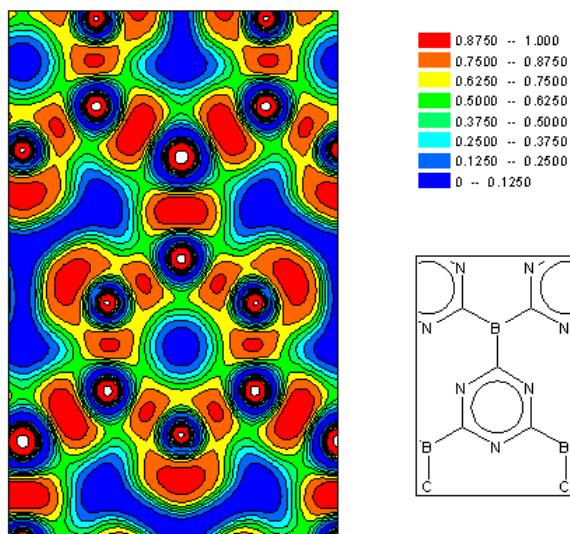 0.8750 -- 1.000
0.7500 -- 0.8750
0.6250 -- 0.7500
0.5000 -- 0.6250
0.3750 -- 0.5000
0.2500 -- 0.3750
0.1250 -- 0.2500
0 -- 0.1250
N N
N B N
N N
B N B
C C